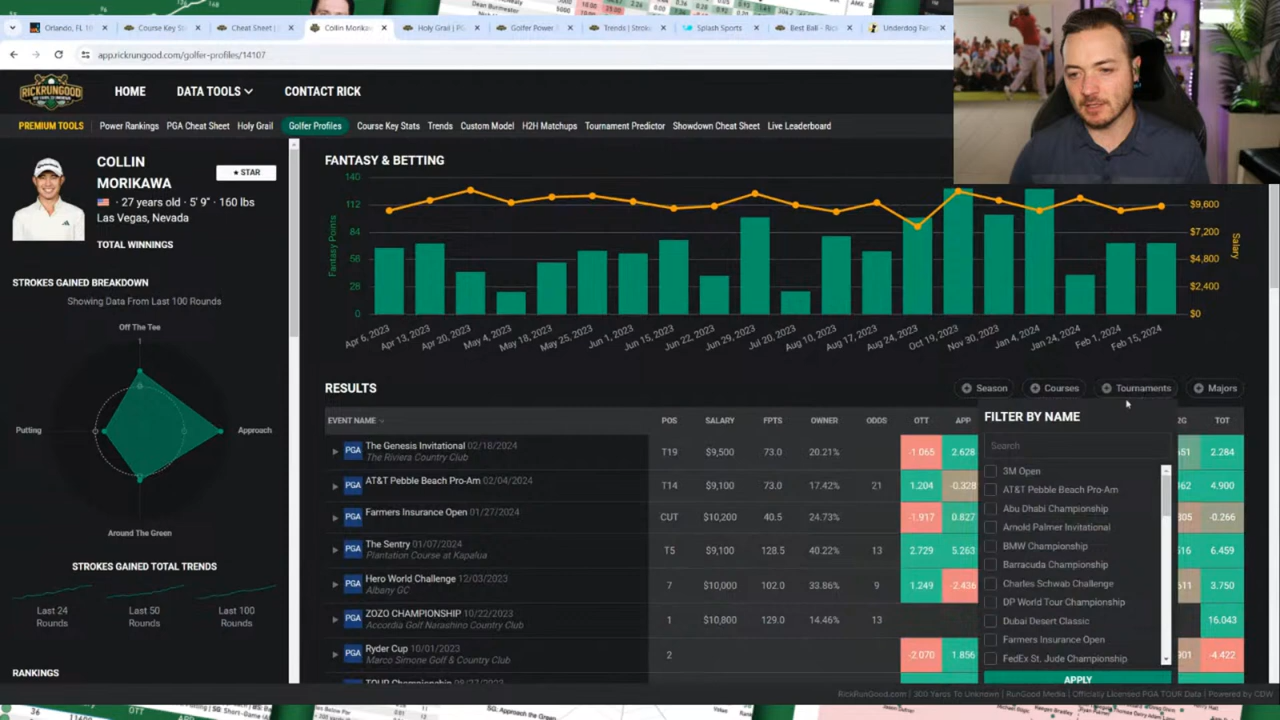 Orlando, FL
Course Key St
Cheat Sheet |
Collin Morikaw
Holy Grail | PG
Golfer Power
Trends | Stroke
Splash Sports
Best Ball - Ric
Underdog Fan
app.rickrungood.com/golfer-profiles/14107
RICKRUNGOOD
HOME
DATA TOOLS
CONTACT RICK
PREMIUM TOOLS
Power Rankings
PGA Cheat Sheet
Holy Grail
Golfer Profiles
Course Key Stats
Trends
Custom Model
H2H Matchups
Tournament Predictor
Showdown Cheat Sheet
Live Leaderboard
COLLIN
MORIKAWA
★ STAR
· 27 years old · 5' 9" · 160 lbs
Las Vegas, Nevada
TOTAL WINNINGS
STROKES GAINED BREAKDOWN
Showing Data From Last 100 Rounds
Off The Tee
1
Putting
Approach
Around The Green
STROKES GAINED TOTAL TRENDS
Last 24
Rounds
Last 50
Rounds
Last 100
Rounds
RANKINGS
FANTASY & BETTING
Fantasy Points
140
112
84
56
28
0
$9,600
$7,200
$4,800
$2,400
$0
Salary
Apr 6, 2023
Apr 13, 2023
Apr 20, 2023
May 4, 2023
May 18, 2023
May 25, 2023
Jun 1, 2023
Jun 15, 2023
Jun 22, 2023
Jun 29, 2023
Jul 20, 2023
Aug 10, 2023
Aug 17, 2023
Aug 24, 2023
Oct 19, 2023
Nov 30, 2023
Jan 4, 2024
Jan 24, 2024
Feb 1, 2024
Feb 15, 2024
RESULTS
Season
Courses
Tournaments
Majors
EVENT NAME POS SALARY FPTS OWNER ODDS OTT APP TOT
PGA The Genesis Invitational 02/18/2024 T19 $9,500 73.0 20.21% -1.065 2.628 2.284
The Riviera Country Club
PGA AT&T Pebble Beach Pro-Am 02/04/2024 T14 $9,100 73.0 17.42% 21 1.204 -0.328 4.900
PGA Farmers Insurance Open 01/27/2024 CUT $10,200 40.5 24.73% -1.917 0.827 -0.266
PGA The Sentry 01/07/2024 T5 $9,100 128.5 40.22% 13 2.729 5.263 6.459
Plantation Course at Kapalua
PGA Hero World Challenge 12/03/2023 7 $10,000 102.0 33.86% 9 1.249 -2.436 3.750
Albany GC
PGA ZOZO CHAMPIONSHIP 10/22/2023 1 $10,800 129.0 14.46% 13 16.043
Accordia Golf Narashino Country Club
PGA Ryder Cup 10/01/2023 2 -2.070 1.856 -4.422
Marco Simone Golf & Country Club
FILTER BY NAME
Search
3M Open
AT&T Pebble Beach Pro-Am
Abu Dhabi Championship
Arnold Palmer Invitational
BMW Championship
Barracuda Championship
Charles Schwab Challenge
DP World Tour Championship
Dubai Desert Classic
Farmers Insurance Open
FedEx St. Jude Championship
APPLY
RickRunGood.com | 300 Yards To Unknown | RunGood Media | Officially Licensed PGA TOUR Data | Powered by CDW